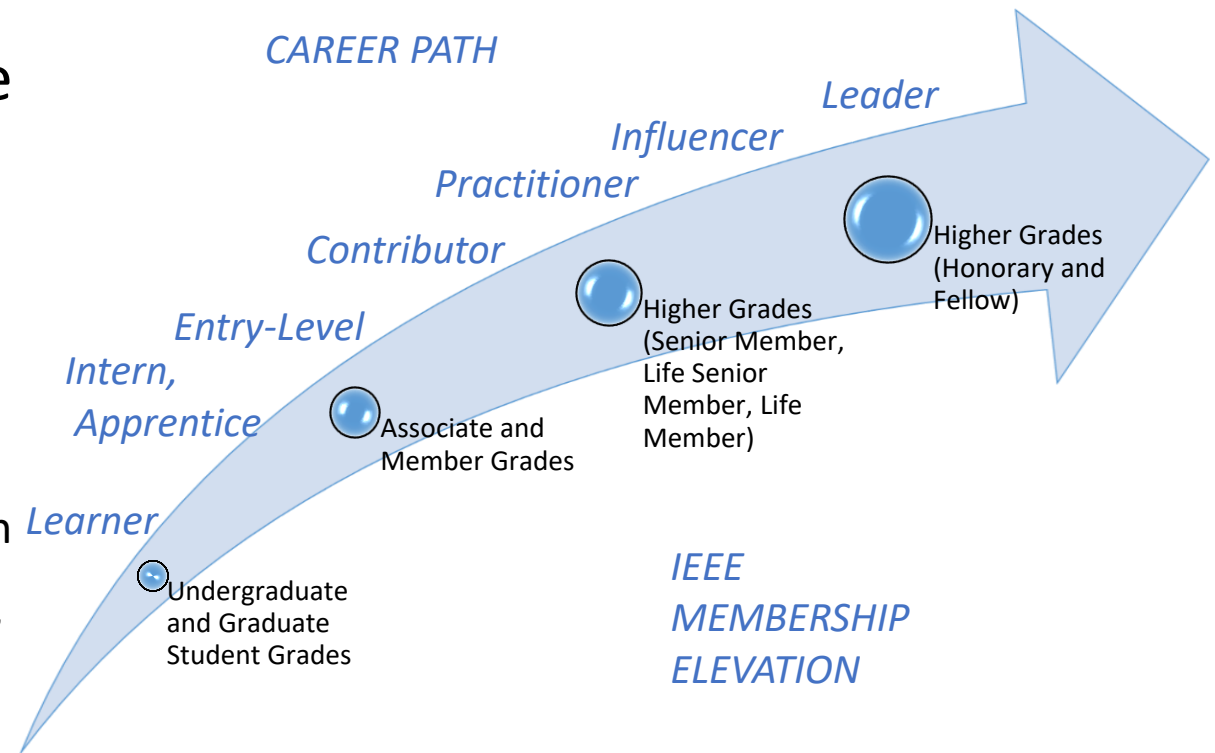 CAREER PATH
Leader
Influencer
Practitioner
Contributor
Entry-Level
Intern,
Apprentice
Learner
Higher Grades
(Honorary and
Fellow)
Higher Grades
(Senior Member,
Life Senior
Member, Life
Member)
Associate and
Member Grades
Undergraduate
and Graduate
Student Grades
IEEE
MEMBERSHIP
ELEVATION